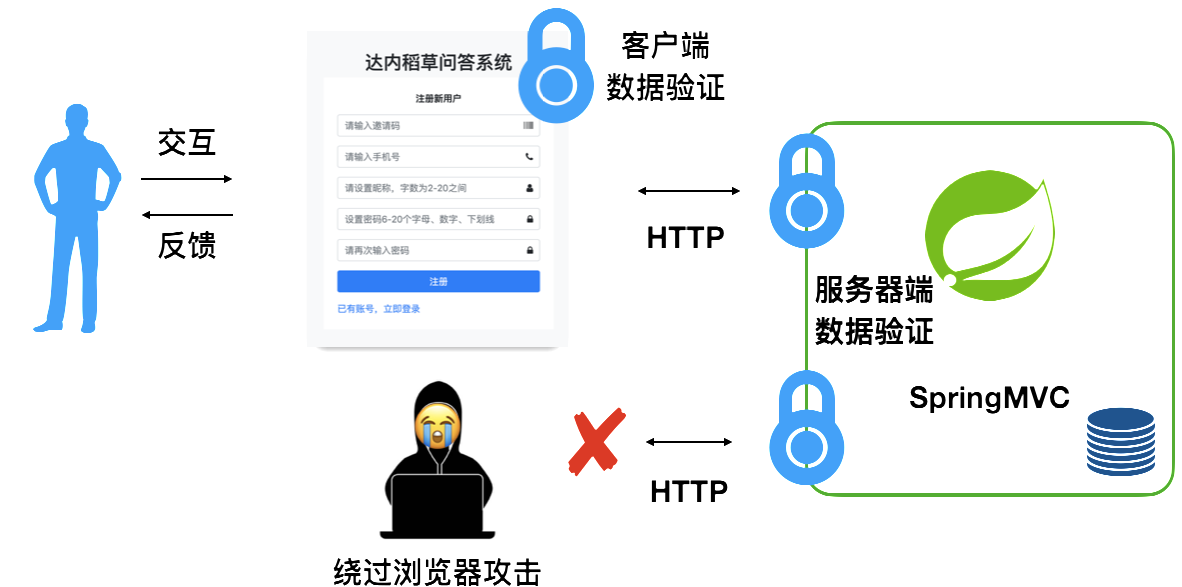 交互
反馈
达内稻草问答系统
注册新用户
请输入邀请码
请输入手机号
请设置昵称，字数为2-20之间
设置密码6-20个字母、数字、下划线
请再次输入密码
注册
已有账号，立即登录
客户端
数据验证
HTTP
服务器端
数据验证
SpringMVC
HTTP
绕过浏览器攻击